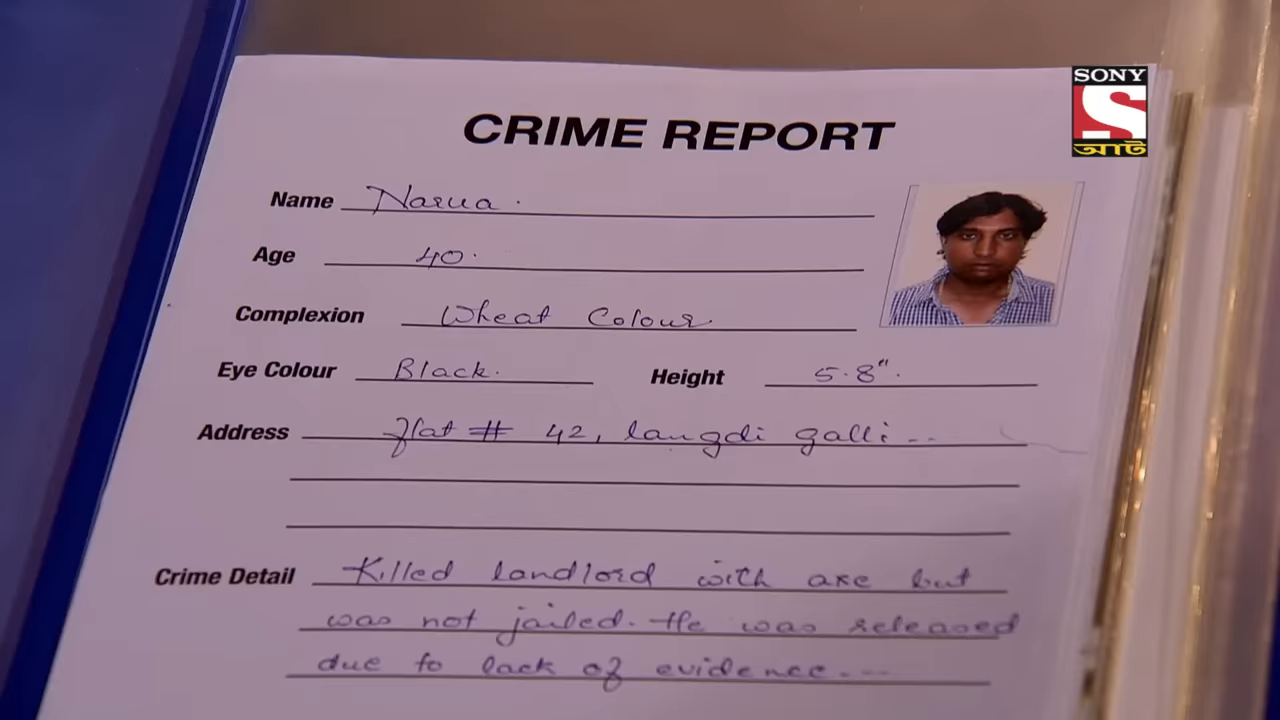 SONY
S
আট
CRIME REPORT
Name Narua.
Age 40.
Complexion Wheat Colour.
Eye Colour Black. Height 5.8".
Address flat # 42, langdi galli--
Crime Detail Killed landlord with axe but
was not jailed. He was released
due to lack of evidence.---